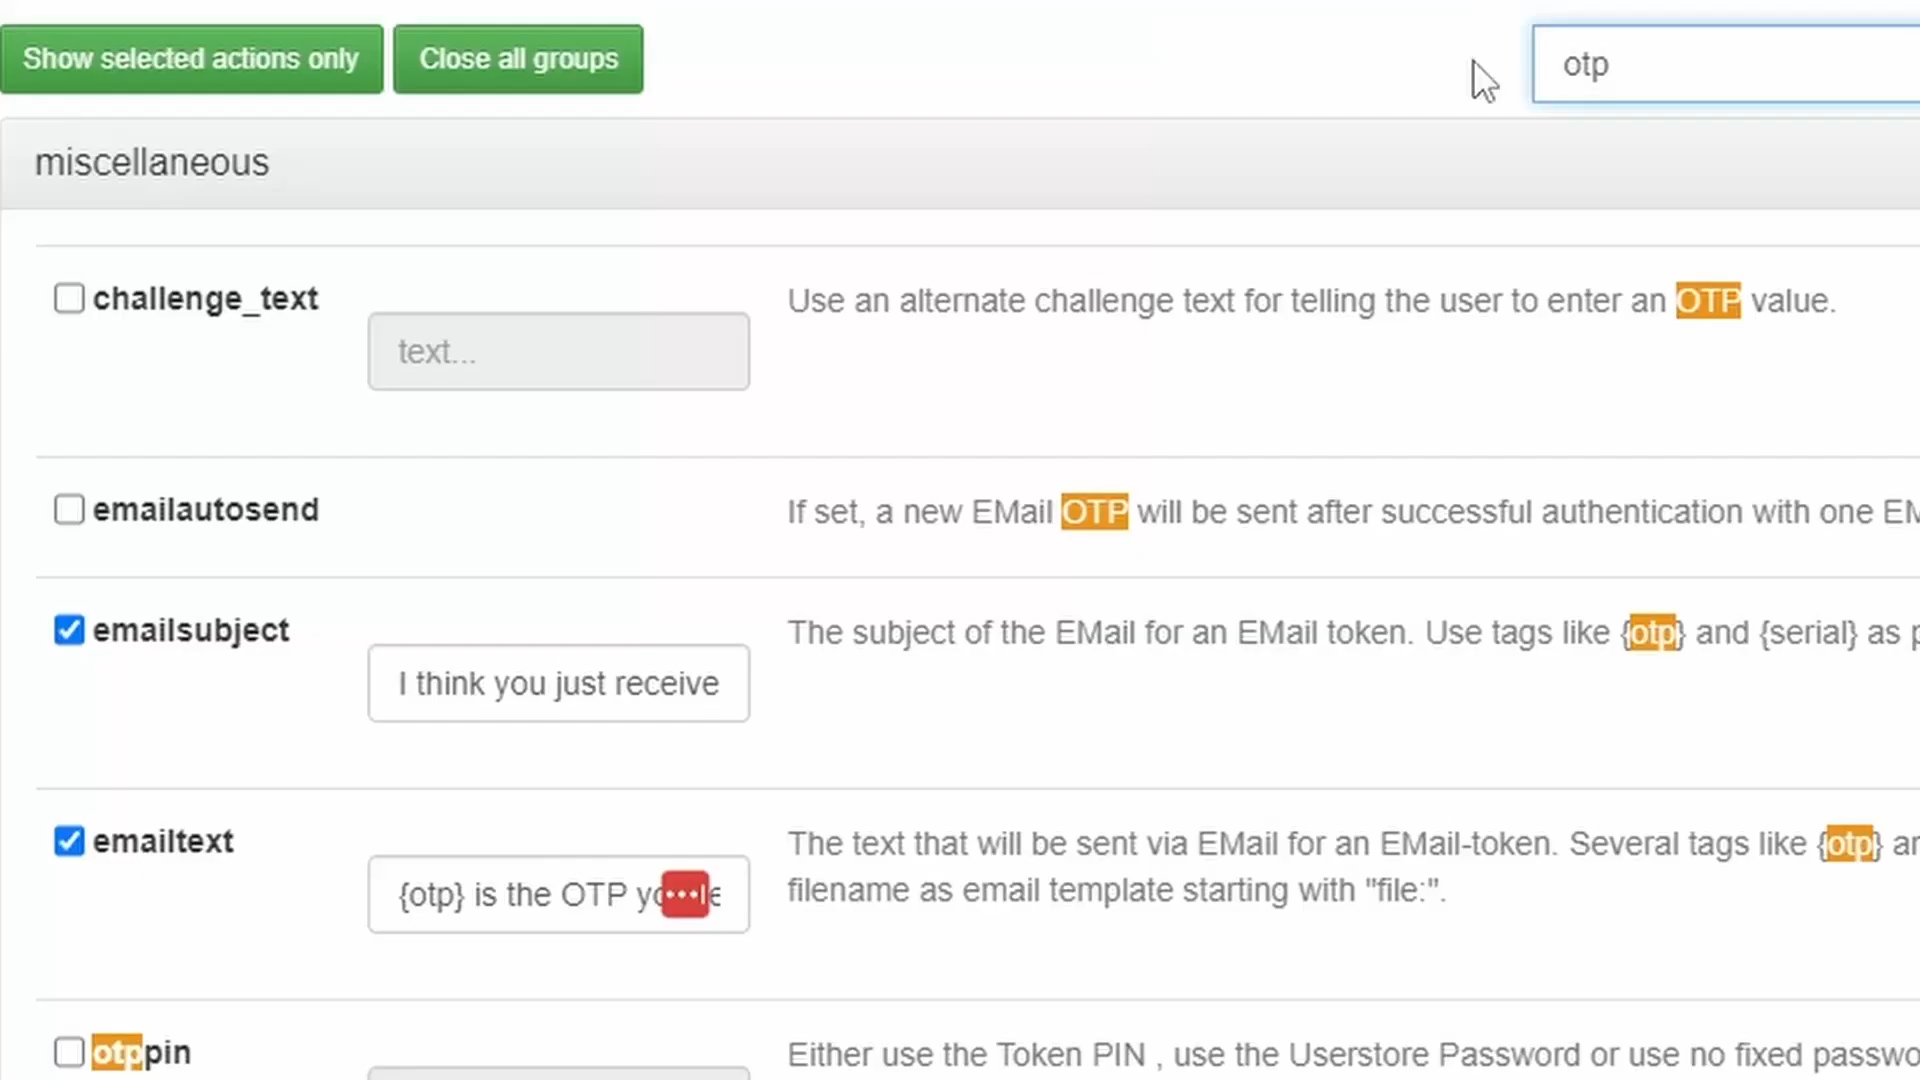 Show selected actions only
Close all groups
otp
miscellaneous
challenge_text
text...
Use an alternate challenge text for telling the user to enter an OTP value.
emailautosend
If set, a new EMail OTP will be sent after successful authentication with one
emailsubject
I think you just receive
The subject of the EMail for an EMail token. Use tags like {otp} and {serial} as
emailtext
{otp} is the OTP
The text that will be sent via EMail for an EMail-token. Several tags like {otp}
filename as email template starting with "file:".
otppin
Either use the Token PIN , use the Userstore Password or use no fixed